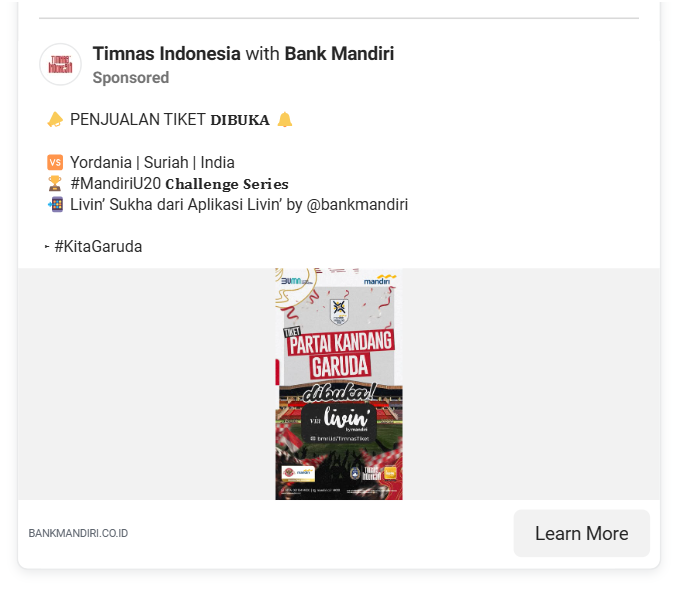 Timnas Indonesia with Bank Mandiri
Sponsored
📣 PENJUALAN TIKET DIBUKA 🔔
🆚 Yordania | Suriah | India
🏆 #MandiriU20 Challenge Series
📲 Livin’ Sukha dari Aplikasi Livin’ by @bankmandiri
#KitaGaruda
mandiri
TIKET
PARTAI KANDANG
GARUDA
dibuka!
via livin'
by mandiri
BANKMANDIRI.CO.ID
Learn More